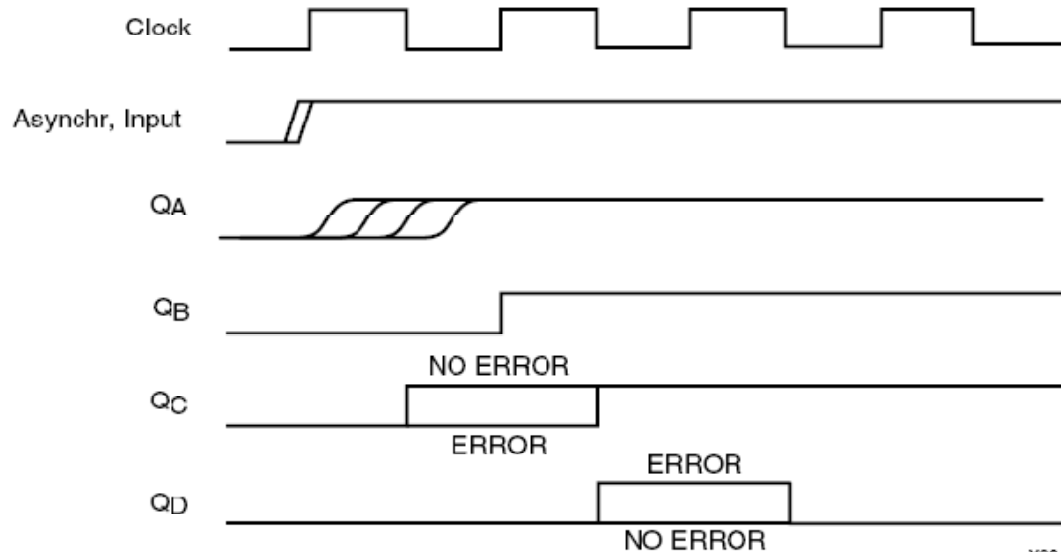 Clock
Asynchr, Input
QA
QB
NO ERROR
QC
ERROR
ERROR
QD
NO ERROR